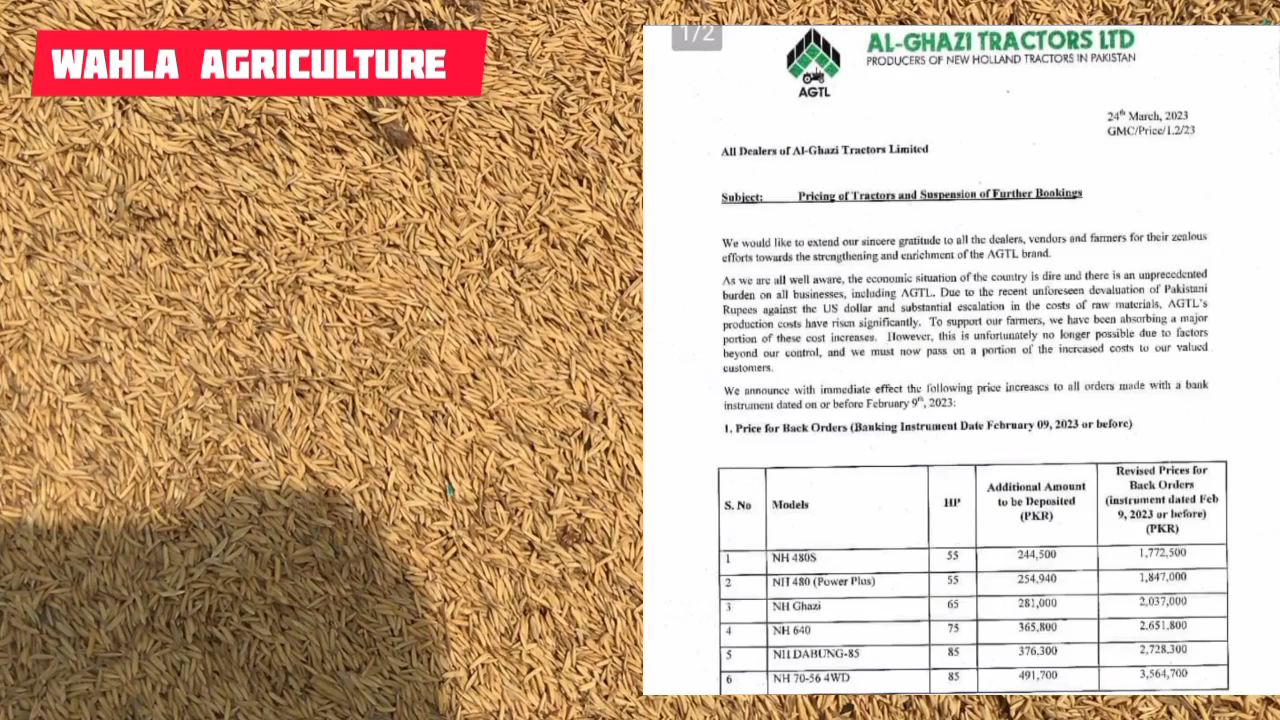 WAHLA AGRICULTURE
1/2
AL-GHAZI TRACTORS LTD
PRODUCERS OF NEW HOLLAND TRACTORS IN PAKISTAN
AGTL
24th March, 2023
GMC/Price/1.2/23
All Dealers of Al-Ghazi Tractors Limited
Subject: Pricing of Tractors and Suspension of Further Bookings
We would like to extend our sincere gratitude to all the dealers, vendors and farmers for their zealous
efforts towards the strengthening and enrichment of the AGTL brand.
As we are all well aware, the economic situation of the country is dire and there is an unprecedented
burden on all businesses, including AGTL. Due to the recent unforeseen devaluation of Pakistani
Rupees against the US dollar and substantial escalation in the costs of raw materials, AGTL's
production costs have risen significantly. To support our farmers, we have been absorbing a major
portion of these cost increases. However, this is unfortunately no longer possible due to factors
beyond our control, and we must now pass on a portion of the increased costs to our valued
customers.
We announce with immediate effect the following price increases to all orders made with a bank
instrument dated on or before February 9th, 2023:
1. Price for Back Orders (Banking Instrument Date February 09, 2023 or before)
S. No Models HP Additional Amount to be Deposited (PKR) Revised Prices for Back Orders (instrument dated Feb 9, 2023 or before) (PKR)
1 NH 480S 55 244,500 1,772,500
2 NH 480 (Power Plus) 55 254,940 1,847,000
3 NH Ghazi 65 281,000 2,037,000
4 NH 640 75 365,800 2,651,800
5 NH DABUNG-85 85 376,300 2,728,300
6 NH 70-56 4WD 85 491,700 3,564,700